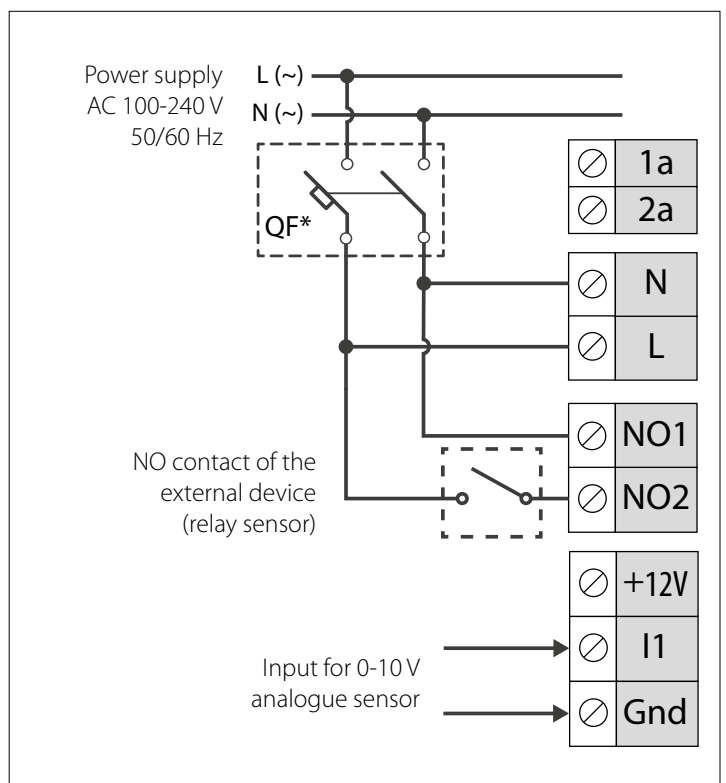 Power supply
AC 100-240 V
50/60 Hz
L (~)
N (~)
QF*
1a
2a
N
L
NO contact of the
external device
(relay sensor)
NO1
NO2
+12V
Input for 0-10 V
analogue sensor
I1
Gnd